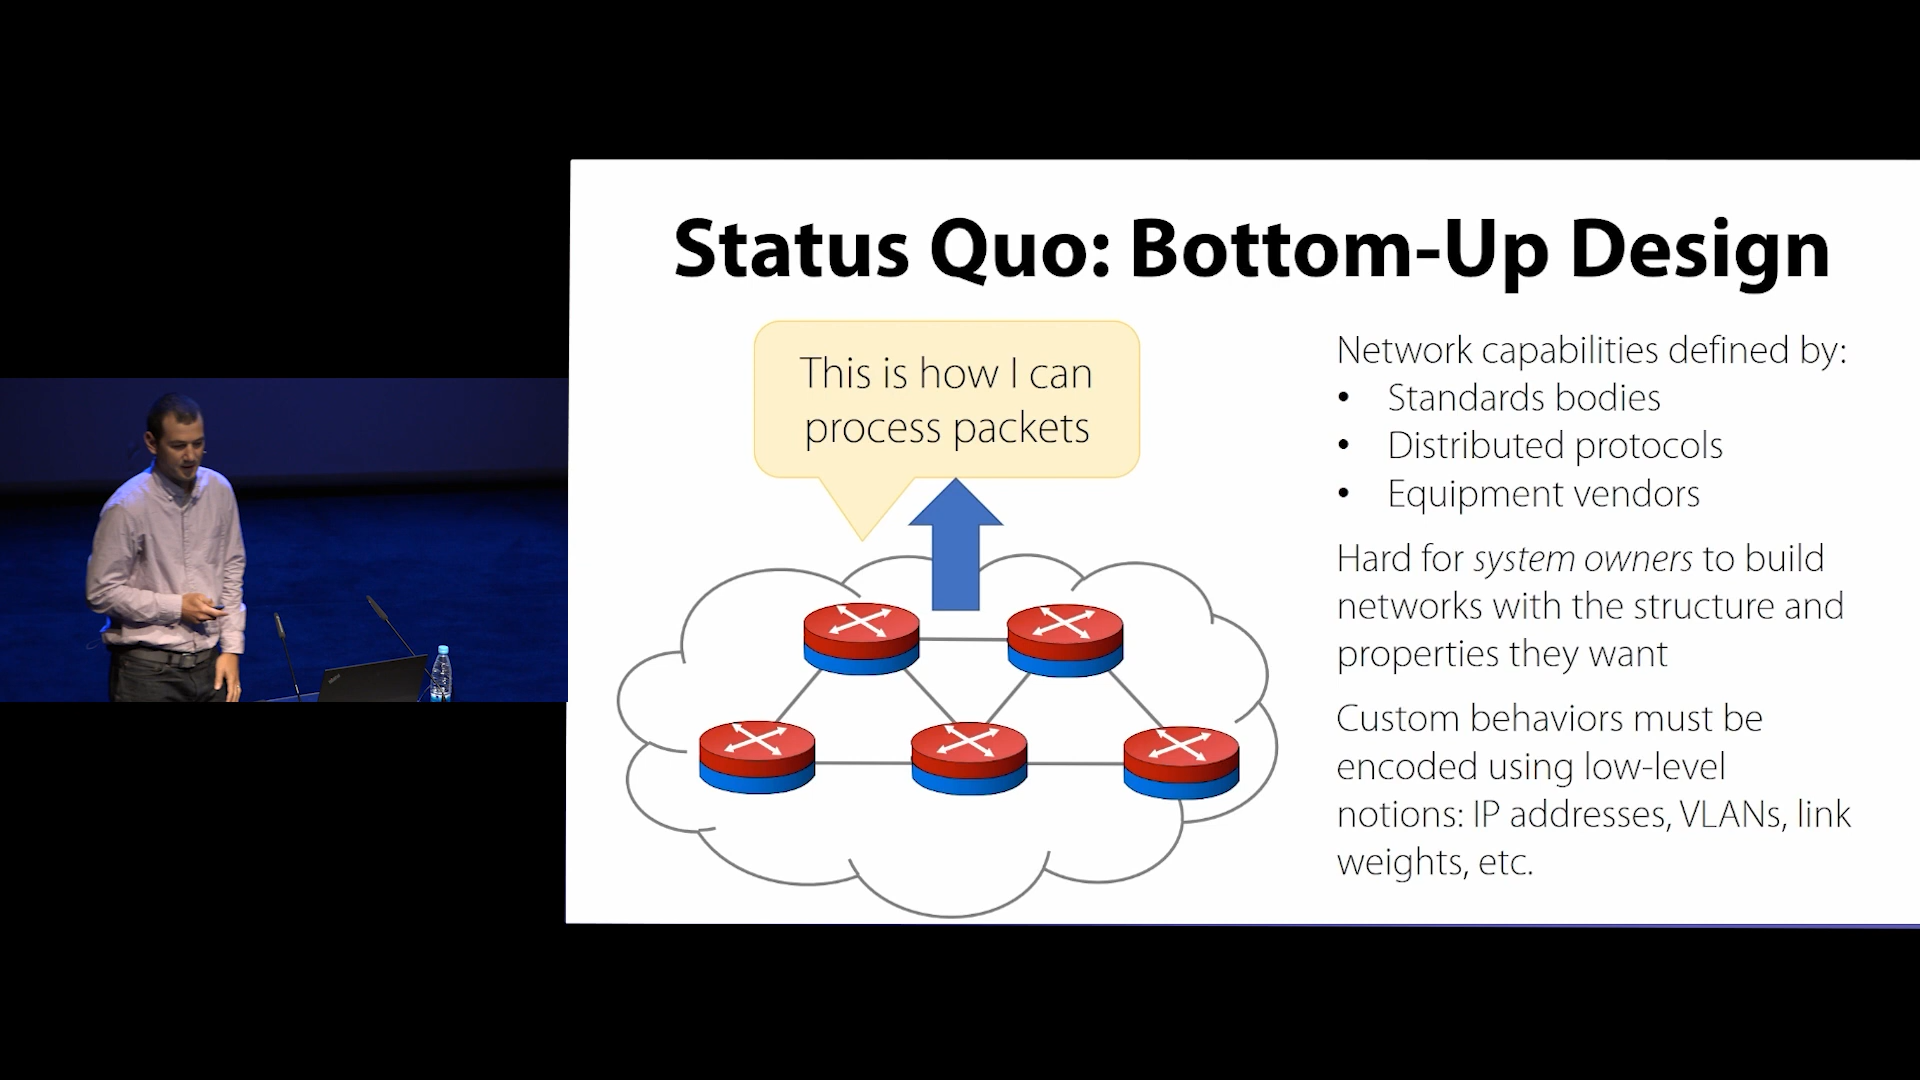 Status Quo: Bottom-Up Design
This is how I can
process packets
Network capabilities defined by:
• Standards bodies
• Distributed protocols
• Equipment vendors
Hard for system owners to build
networks with the structure and
properties they want
Custom behaviors must be
encoded using low-level
notions: IP addresses, VLANs, link
weights, etc.